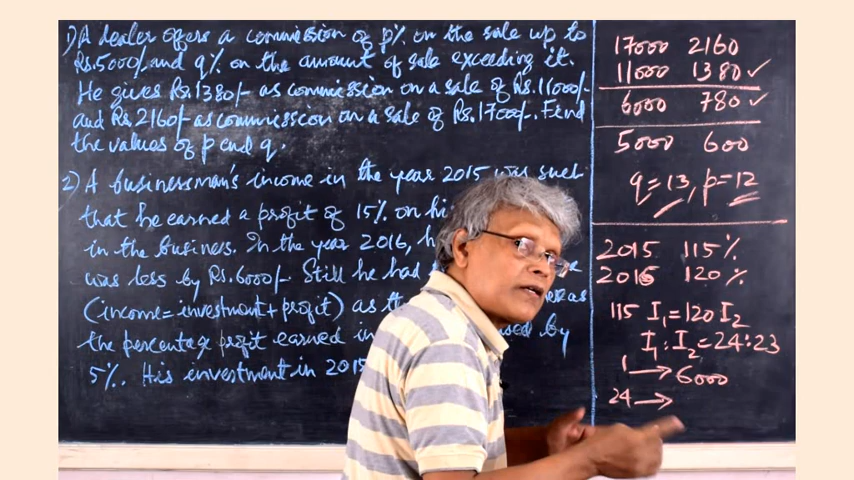 1) A dealer offers a commission of p% on the sale up to
Rs.5000/- and q% on the amount of sale exceeding it.
He gives Rs.1380/- as commission on a sale of Rs.11000/-
and Rs.2160/- as commission on a sale of Rs.17000/-. Find
the values of p and q.
2) A businessman's income in the year 2015 was such
that he earned a profit of 15% on hi
in the business. In the year 2016, h
was less by Rs.6000/- Still he had e
(income=investment+profit) as th as
the percentage profit earned in sed by
5%. His investment in 201
17000 2160
11000 1380 ✓
6000 780 ✓
5000 600
q=13, p=12
2015 115%
2016 120%
115 I₁=120 I₂
I₁:I₂=24:23
1 → 6000
24 →